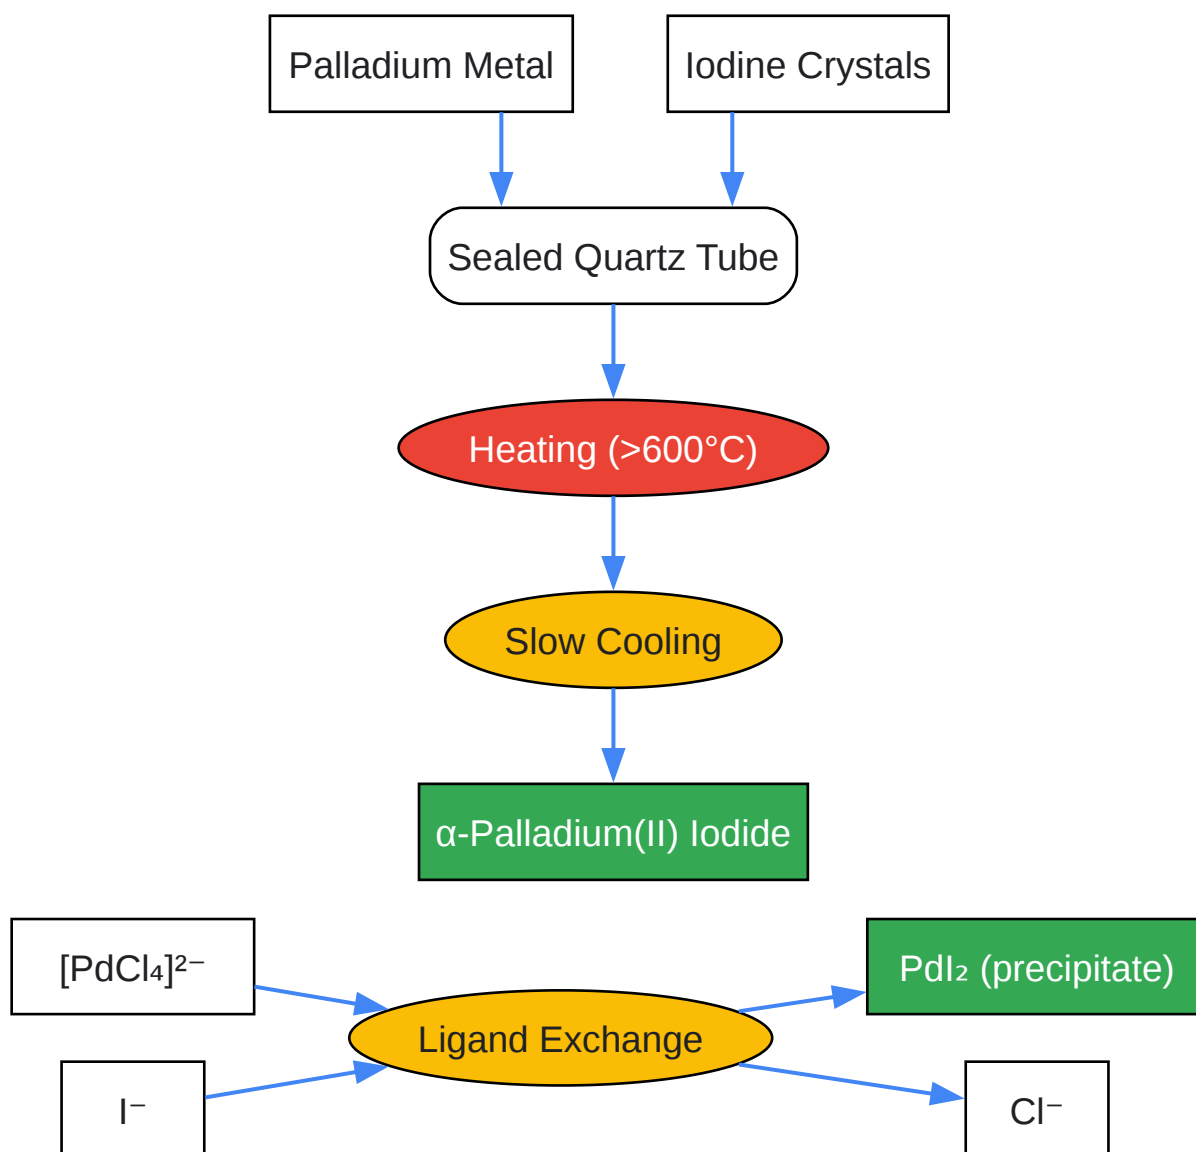 Palladium Metal
Iodine Crystals
Sealed Quartz Tube
Heating (>600°C)
Slow Cooling
α-Palladium(II) Iodide
[PdCl₄]²⁻
PdI₂ (precipitate)
Ligand Exchange
I⁻
Cl⁻